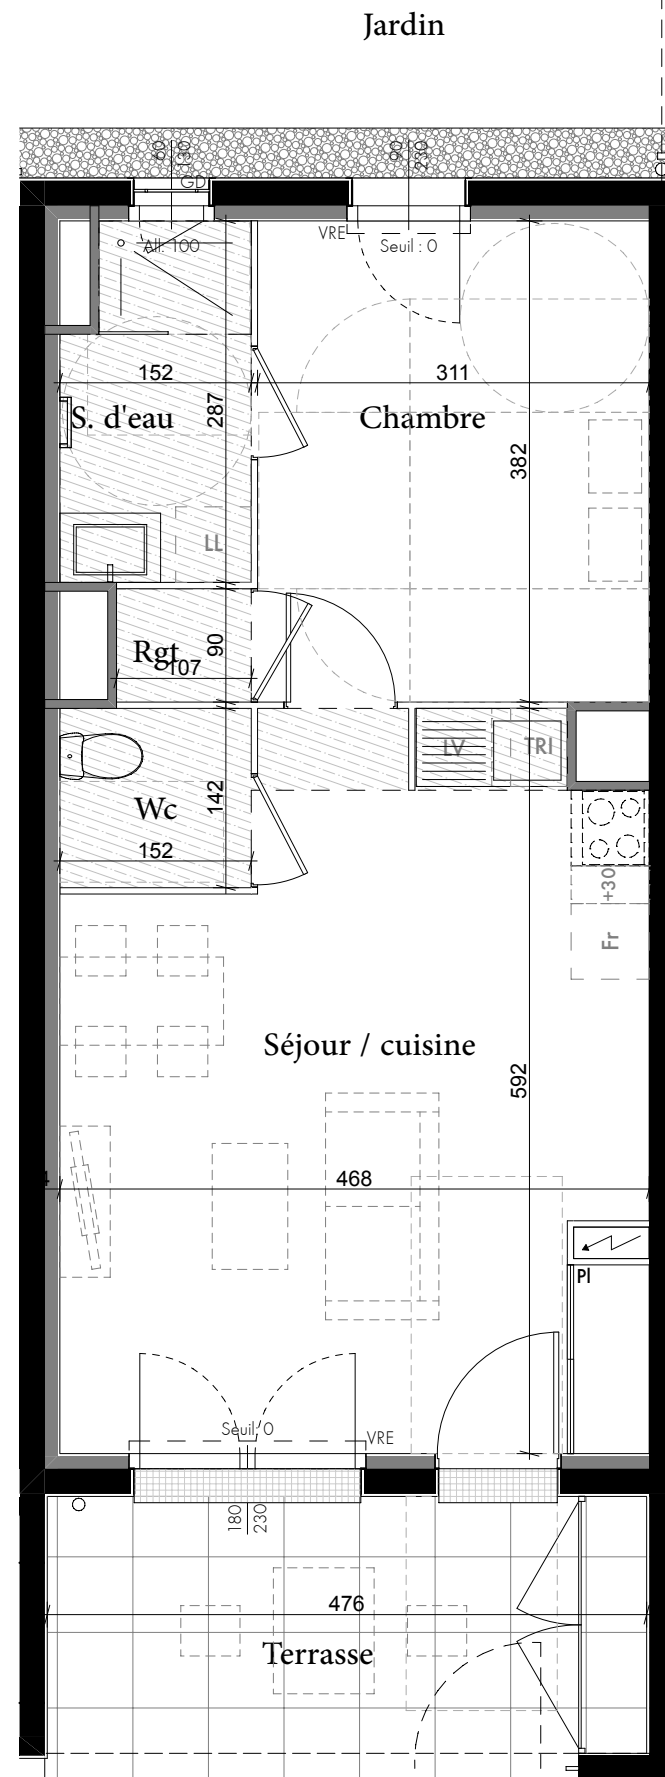 Jardin
60
130
90
230
GD
All: 100
VRE
Seuil : 0
152
311
S. d'eau
287
Chambre
382
LL
Rgt
90
107
LV
TRI
Wc
142
152
+30
Fr
Séjour / cuisine
592
468
Pl
Seuil: 0
VRE
180
230
476
Terrasse